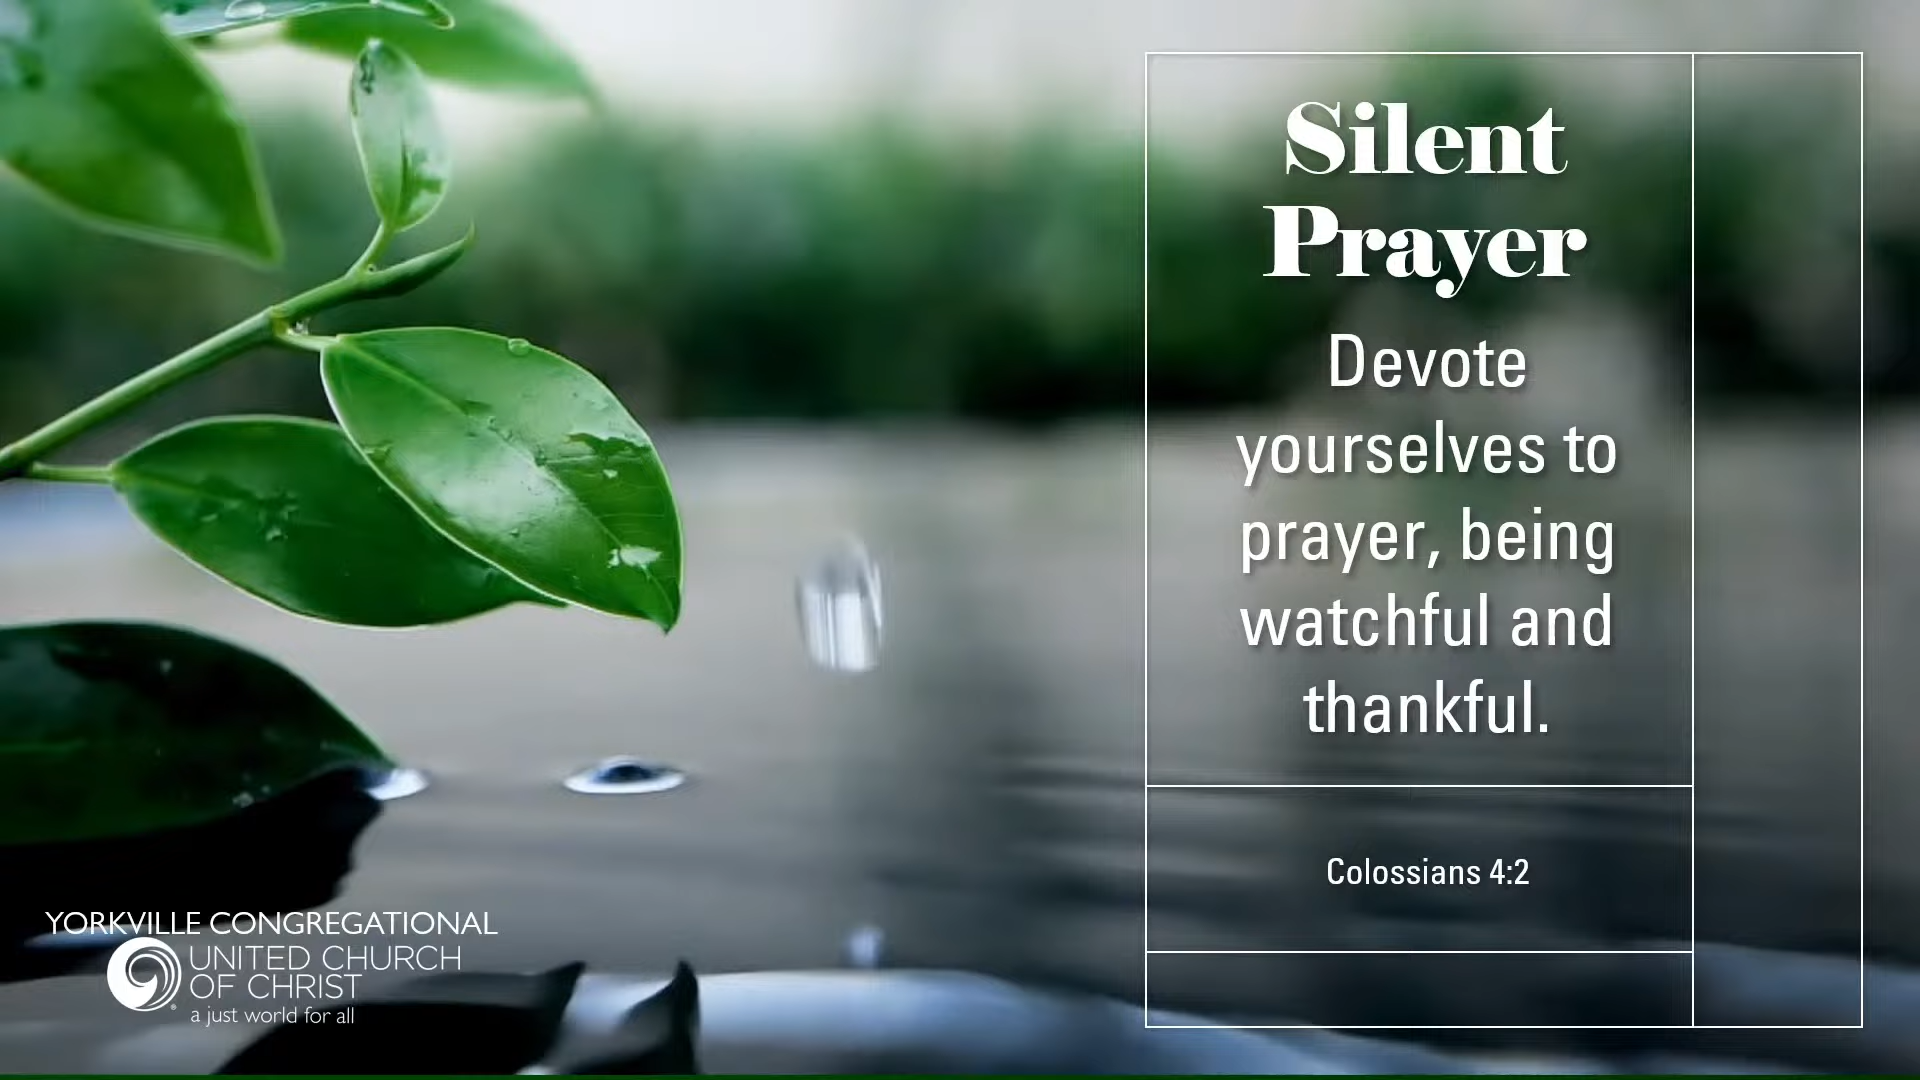 Silent
Prayer
Devote
yourselves to
prayer, being
watchful and
thankful.
Colossians 4:2
YORKVILLE CONGREGATIONAL
UNITED CHURCH
OF CHRIST
a just world for all